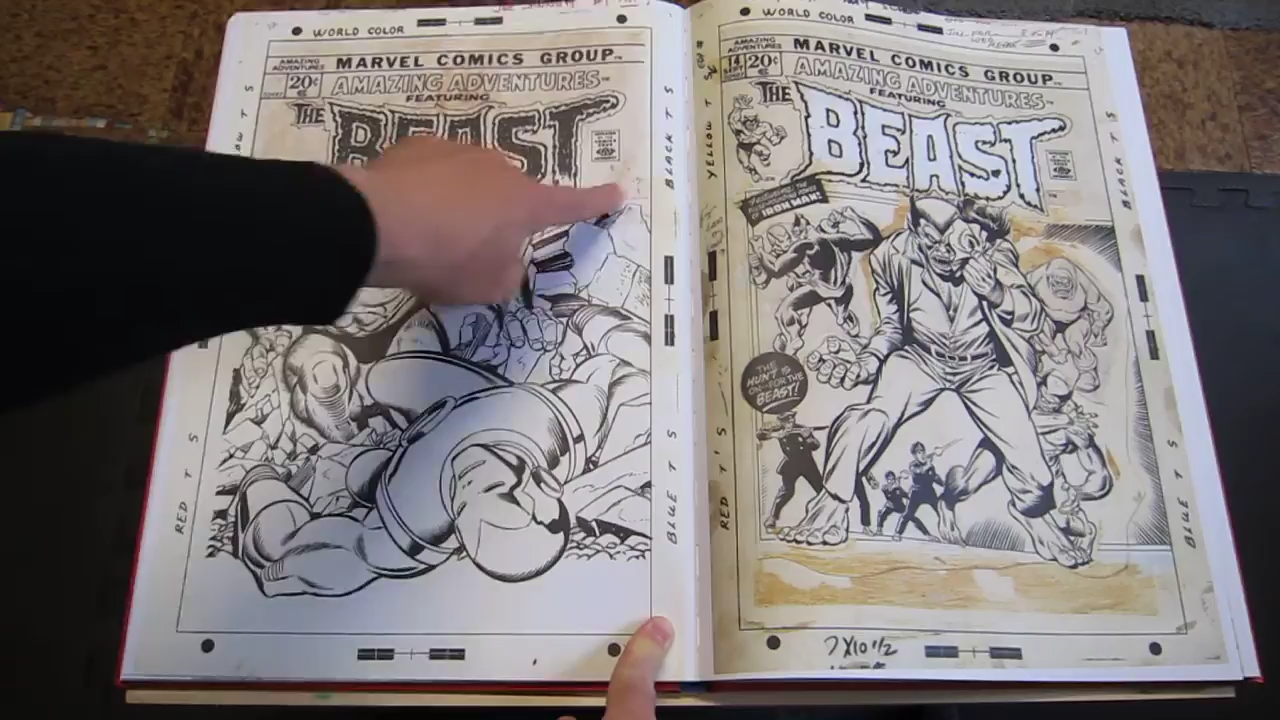 WORLD COLOR
MARVEL COMICS GROUP
AMAZING ADVENTURES
20¢
AMAZING ADVENTURES
FEATURING
THE BEAST
RED T S
BLACK T S
BLUE T S
WORLD COLOR
MARVEL COMICS GROUP
AMAZING ADVENTURES
14
20¢
AMAZING ADVENTURES
FEATURING
THE BEAST
IRON MAN!
THE
HUNT IS
ON--FOR THE
BEAST!
YELLOW T S
RED T'S
BLACK T S
BLUE T S
7 X 10 1/2